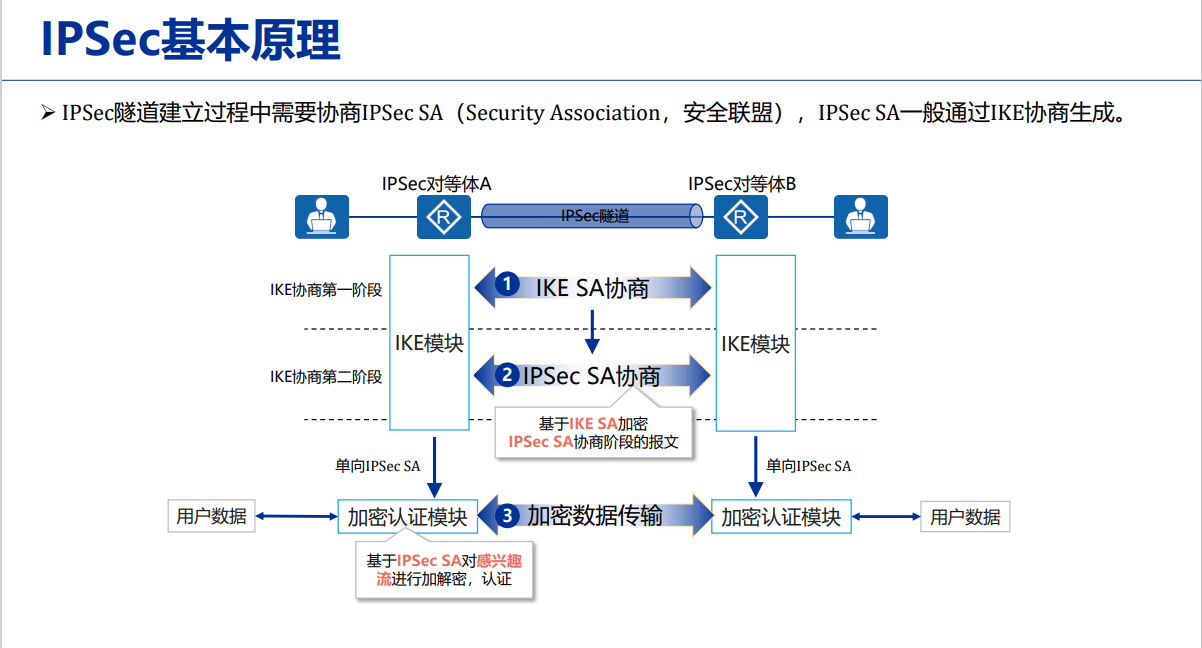 IPSec基本原理
IPSec隧道建立过程中需要协商IPSec SA（Security Association，安全联盟），IPSec SA一般通过IKE协商生成。
IPSec对等体A
IPSec对等体B
R
IPSec隧道
R
IKE协商第一阶段
1 IKE SA协商
IKE模块
IKE模块
IKE协商第二阶段
2 IPSec SA协商
基于IKE SA加密
IPSec SA协商阶段的报文
单向IPSec SA
单向IPSec SA
用户数据
加密认证模块
3 加密数据传输
加密认证模块
用户数据
基于IPSec SA对感兴趣
流进行加解密，认证